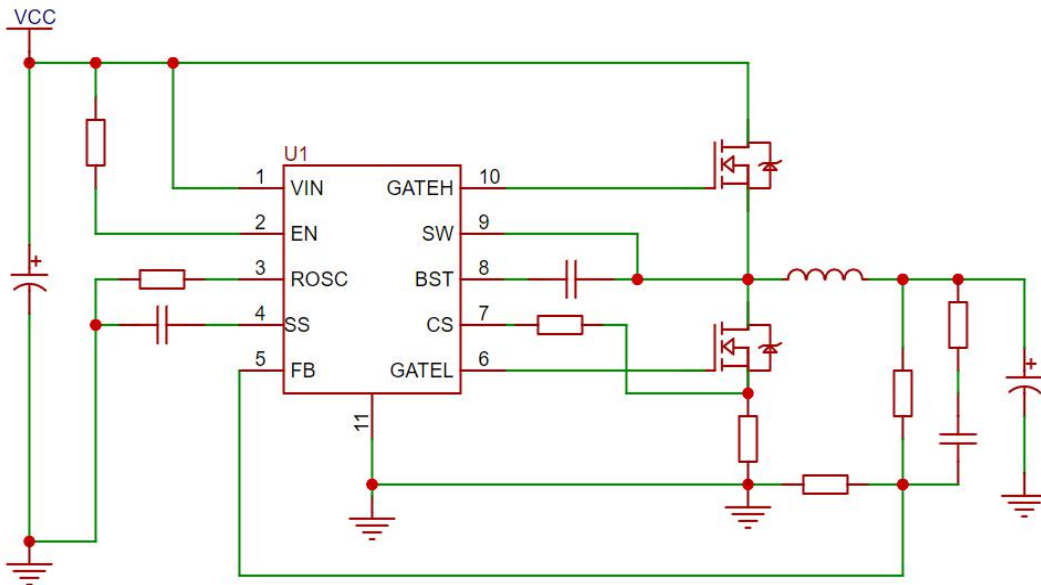 VCC
U1
1 VIN GATEH 10
2 EN SW 9
3 ROSC BST 8
4 SS CS 7
5 FB GATEL 6
11
+
+